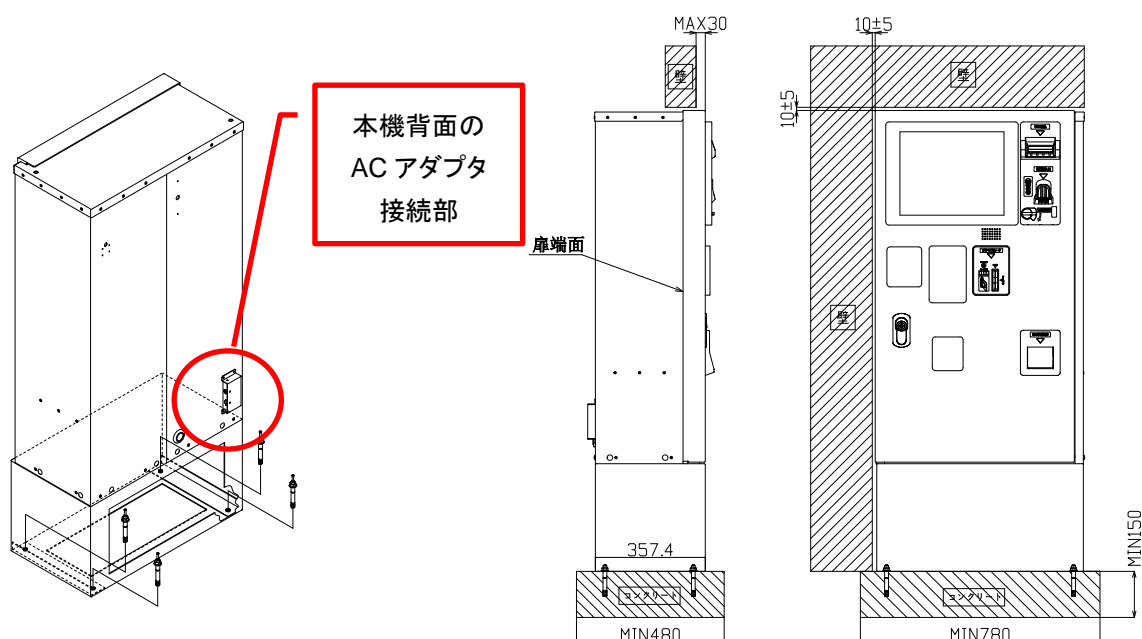 本機背面の
AC アダプタ
接続部
MAX30
壁
扉端面
357.4
コンクリート
MIN480
10±5
壁
10±5
壁
MIN150
コンクリート
MIN780